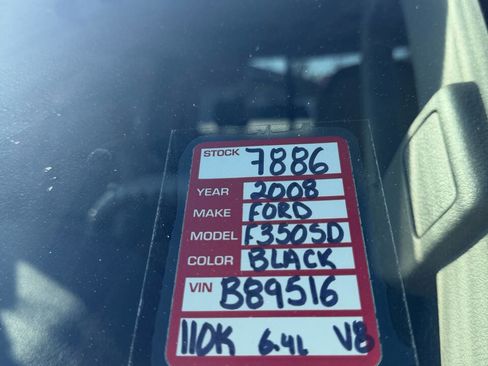 STOCK 7886
YEAR 2008
MAKE FORD
MODEL F350SD
COLOR BLACK
VIN B89516
110K 6.4L V8